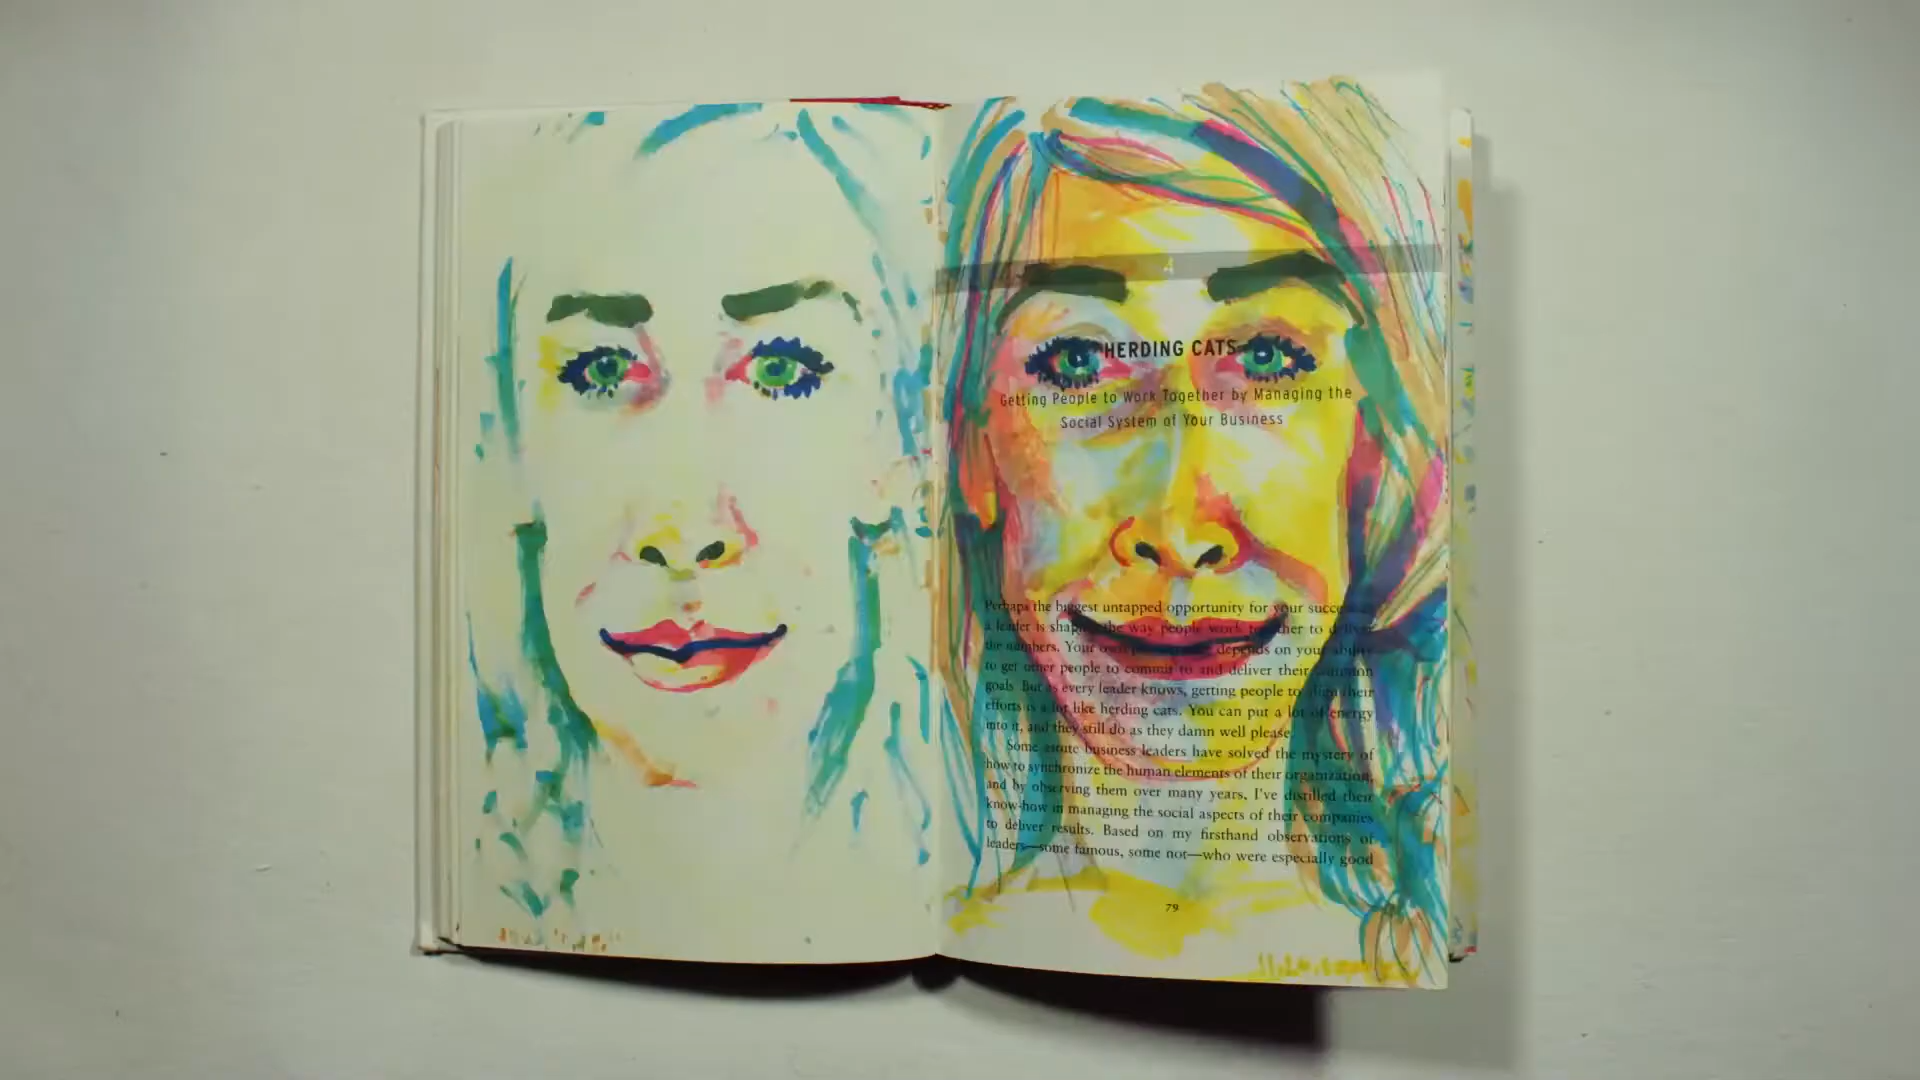 4
HERDING CATS
Getting People to Work Together by Managing the
Social System of Your Business
Perhaps the biggest untapped opportunity for your success as
a leader is shaping the way people work together to deliver
the numbers. Your own depends on your ability
to get other people to commit to and deliver their common
goals. But as every leader knows, getting people to align their
efforts is a lot like herding cats. You can put a lot of energy
into it, and they still do as they damn well please.
Some astute business leaders have solved the mystery of
how to synchronize the human elements of their organization,
and by observing them over many years, I've distilled their
know-how in managing the social aspects of their companies
to deliver results. Based on my firsthand observations of
leaders—some famous, some not—who were especially good
79